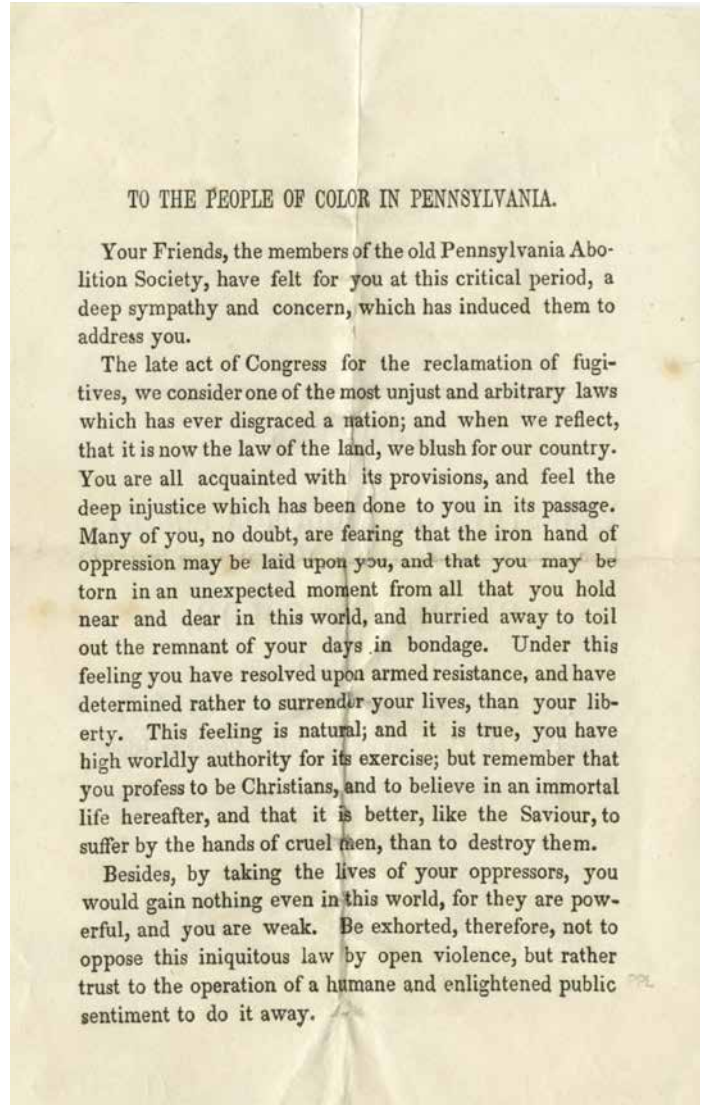 TO THE PEOPLE OF COLOR IN PENNSYLVANIA.
Your Friends, the members of the old Pennsylvania Abo-
lition Society, have felt for you at this critical period, a
deep sympathy and concern, which has induced them to
address you.
The late act of Congress for the reclamation of fugi-
tives, we consider one of the most unjust and arbitrary laws
which has ever disgraced a nation; and when we reflect,
that it is now the law of the land, we blush for our country.
You are all acquainted with its provisions, and feel the
deep injustice which has been done to you in its passage.
Many of you, no doubt, are fearing that the iron hand of
oppression may be laid upon you, and that you may be
torn in an unexpected moment from all that you hold
near and dear in this world, and hurried away to toil
out the remnant of your days in bondage. Under this
feeling you have resolved upon armed resistance, and have
determined rather to surrender your lives, than your lib-
erty. This feeling is natural; and it is true, you have
high worldly authority for its exercise; but remember that
you profess to be Christians, and to believe in an immortal
life hereafter, and that it is better, like the Saviour, to
suffer by the hands of cruel men, than to destroy them.
Besides, by taking the lives of your oppressors, you
would gain nothing even in this world, for they are pow-
erful, and you are weak. Be exhorted, therefore, not to
oppose this iniquitous law by open violence, but rather
trust to the operation of a humane and enlightened public
sentiment to do it away.